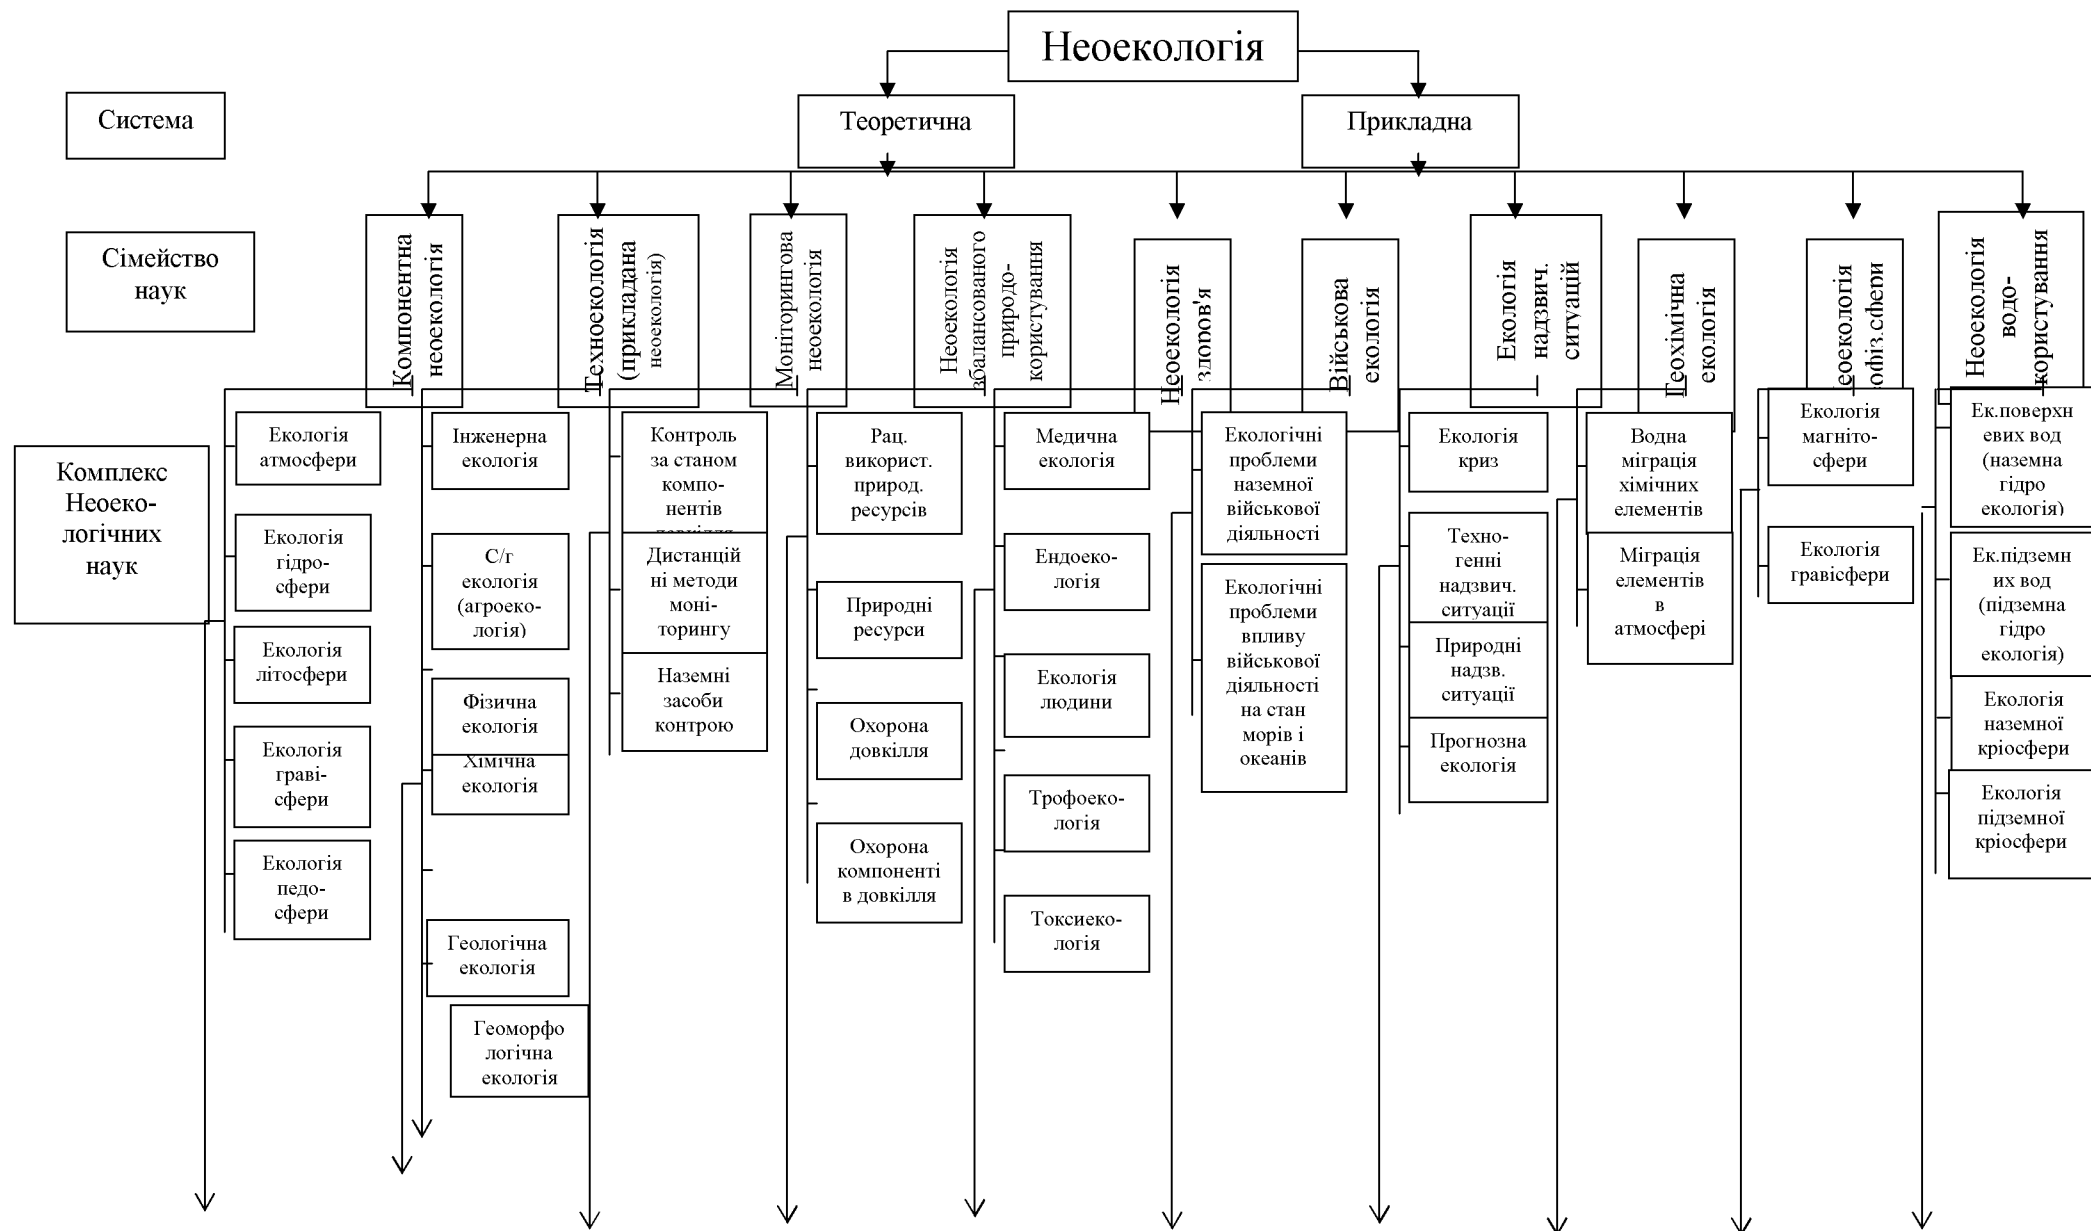 Неоекологія
Система
Теоретична
Прикладна
Сімейство
наук
Компонентна
неоекологія
Техноекологія
(прикладана
неоекологія)
Моніторингова
неоекологія
Неоекологія
збалансованого
природо-
користування
Неоекологія
здоров'я
Військова
екологія
Екологія
надзвич.
ситуацій
Геохімічна
екологія
Неоекологія
водо-
користування
Комплекс
Неоеко-
логічних
наук
Екологія
атмосфери
Екологія
гідро-
сфери
Екологія
літосфери
Екологія
граві-
сфери
Екологія
педо-
сфери
Інженерна
екологія
С/г
екологія
(агроеко-
логія)
Фізична
екологія
Хімічна
екологія
Геологічна
екологія
Геоморфо
логічна
екологія
Контроль
за станом
компо-
нентів
довкілля
Дистанцій
ні методи
моні-
торингу
Наземні
засоби
контрою
Рац.
використ.
природ.
ресурсів
Природні
ресурси
Охорона
довкілля
Охорона
компоненті
в довкілля
Медична
екологія
Ендоеко-
логія
Екологія
людини
Трофоеко-
логія
Токсиеко-
логія
Екологічні
проблеми
наземної
військової
діяльності
Екологічні
проблеми
впливу
військової
діяльності
на стан
морів і
океанів
Екологія
криз
Техно-
генні
надзвич.
ситуації
Природні
надзв.
ситуації
Прогнозна
екологія
Водна
міграція
хімічних
елементів
Міграція
елементів
в
атмосфері
Екологія
магніто-
сфери
Екологія
гравісфери
Ек.поверхн
евих вод
(наземна
гідро
екологія)
Ек.підземн
их вод
(підземна
гідро
екологія)
Екологія
наземної
кріосфери
Екологія
підземної
кріосфери